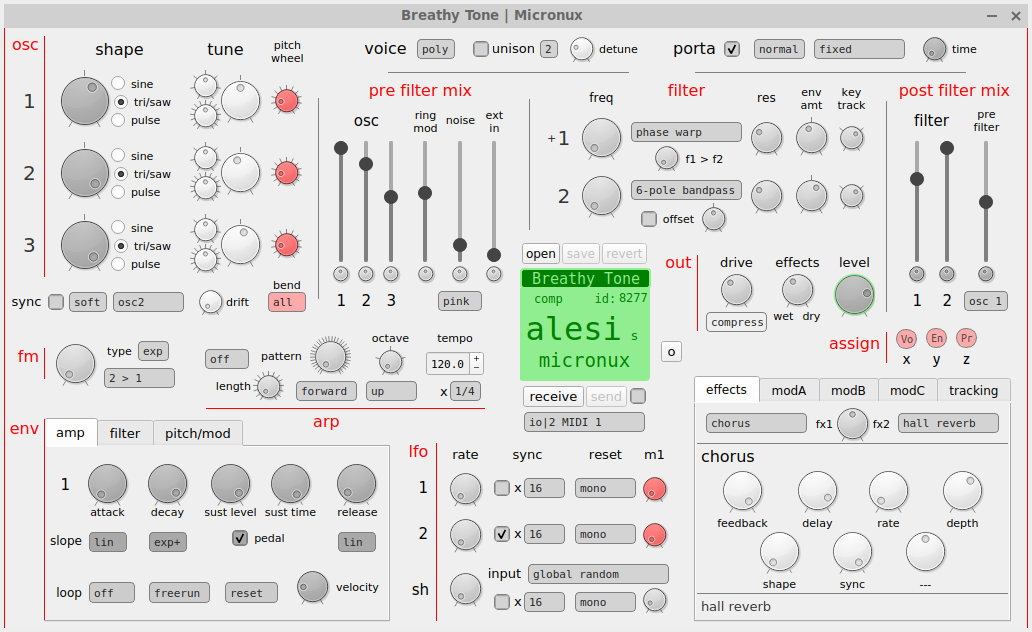 Breathy Tone | Micronux
osc
shape
tune
pitch
wheel
1
sine
tri/saw
pulse
2
sine
tri/saw
pulse
3
sine
tri/saw
pulse
sync
soft
osc2
drift
bend
all
voice
poly
unison
2
detune
porta
normal
fixed
time
pre filter mix
osc
ring
mod
noise
ext
in
1
2
3
pink
filter
freq
res
env
amt
key
track
+1
phase warp
f1 > f2
2
6-pole bandpass
offset
post filter mix
filter
pre
filter
1
2
osc 1
open
save
revert
Breathy Tone
comp
id:8277
alesi s
micronux
receive
send
io|2 MIDI 1
o
out
drive
effects
level
compress
wet
dry
assign
Vo
En
Pr
x
y
z
fm
type
exp
2 > 1
off
pattern
octave
tempo
120.0
+
−
length
forward
up
x
1/4
arp
env
amp
filter
pitch/mod
1
attack
decay
sust level
sust time
release
slope
lin
exp+
pedal
lin
loop
off
freerun
reset
velocity
lfo
rate
sync
reset
m1
1
x
16
mono
2
x
16
mono
sh
input
global random
x
16
mono
effects
modA
modB
modC
tracking
chorus
fx1
fx2
hall reverb
chorus
feedback
delay
rate
depth
shape
sync
---
hall reverb